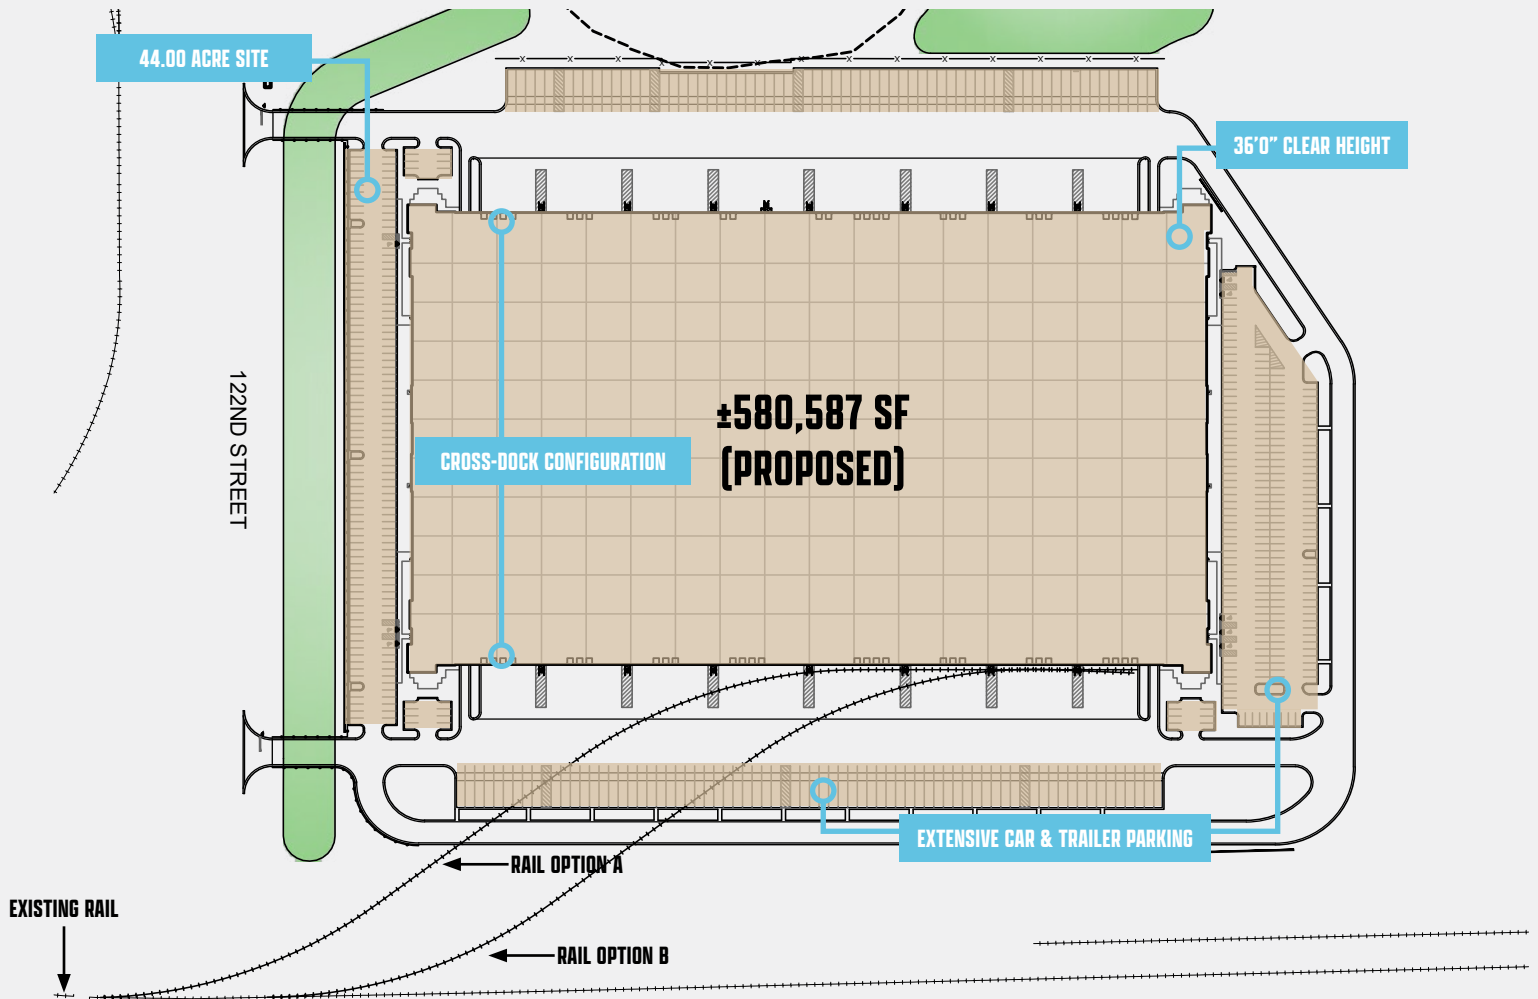 44.00 ACRE SITE
36'0" CLEAR HEIGHT
122ND STREET
±580,587 SF
(PROPOSED)
CROSS-DOCK CONFIGURATION
EXTENSIVE CAR & TRAILER PARKING
RAIL OPTION A
EXISTING RAIL
RAIL OPTION B